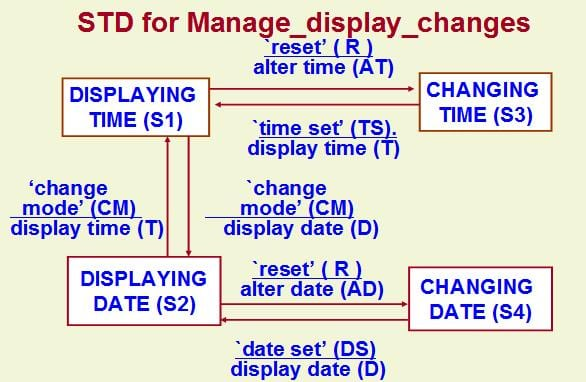 STD for Manage_display_changes
`reset’ ( R )
alter time (AT)
DISPLAYING
TIME (S1)
CHANGING
TIME (S3)
`time set’ (TS).
display time (T)
‘change
mode’ (CM)
display time (T)
`change
mode’ (CM)
display date (D)
DISPLAYING
DATE (S2)
`reset’ ( R )
alter date (AD)
CHANGING
DATE (S4)
`date set’ (DS)
display date (D)